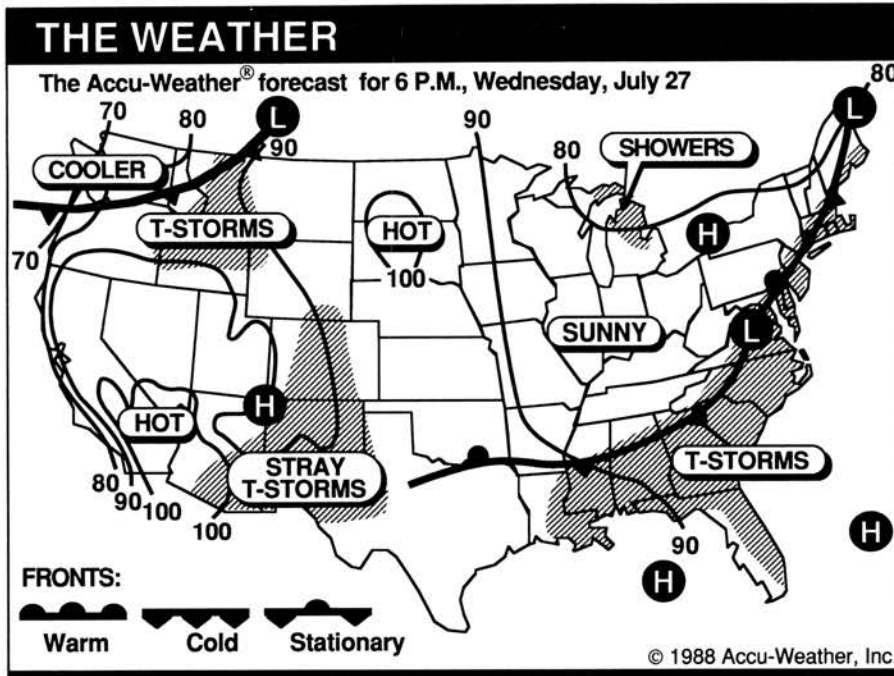 THE WEATHER
The Accu-Weather® forecast for 6 P.M., Wednesday, July 27
70
80
L
90
90
80
SHOWERS
L
80
COOLER
T-STORMS
HOT
100
H
70
SUNNY
L
HOT
H
STRAY
T-STORMS
T-STORMS
80
90
100
100
90
H
H
FRONTS:
Warm
Cold
Stationary
© 1988 Accu-Weather, Inc.